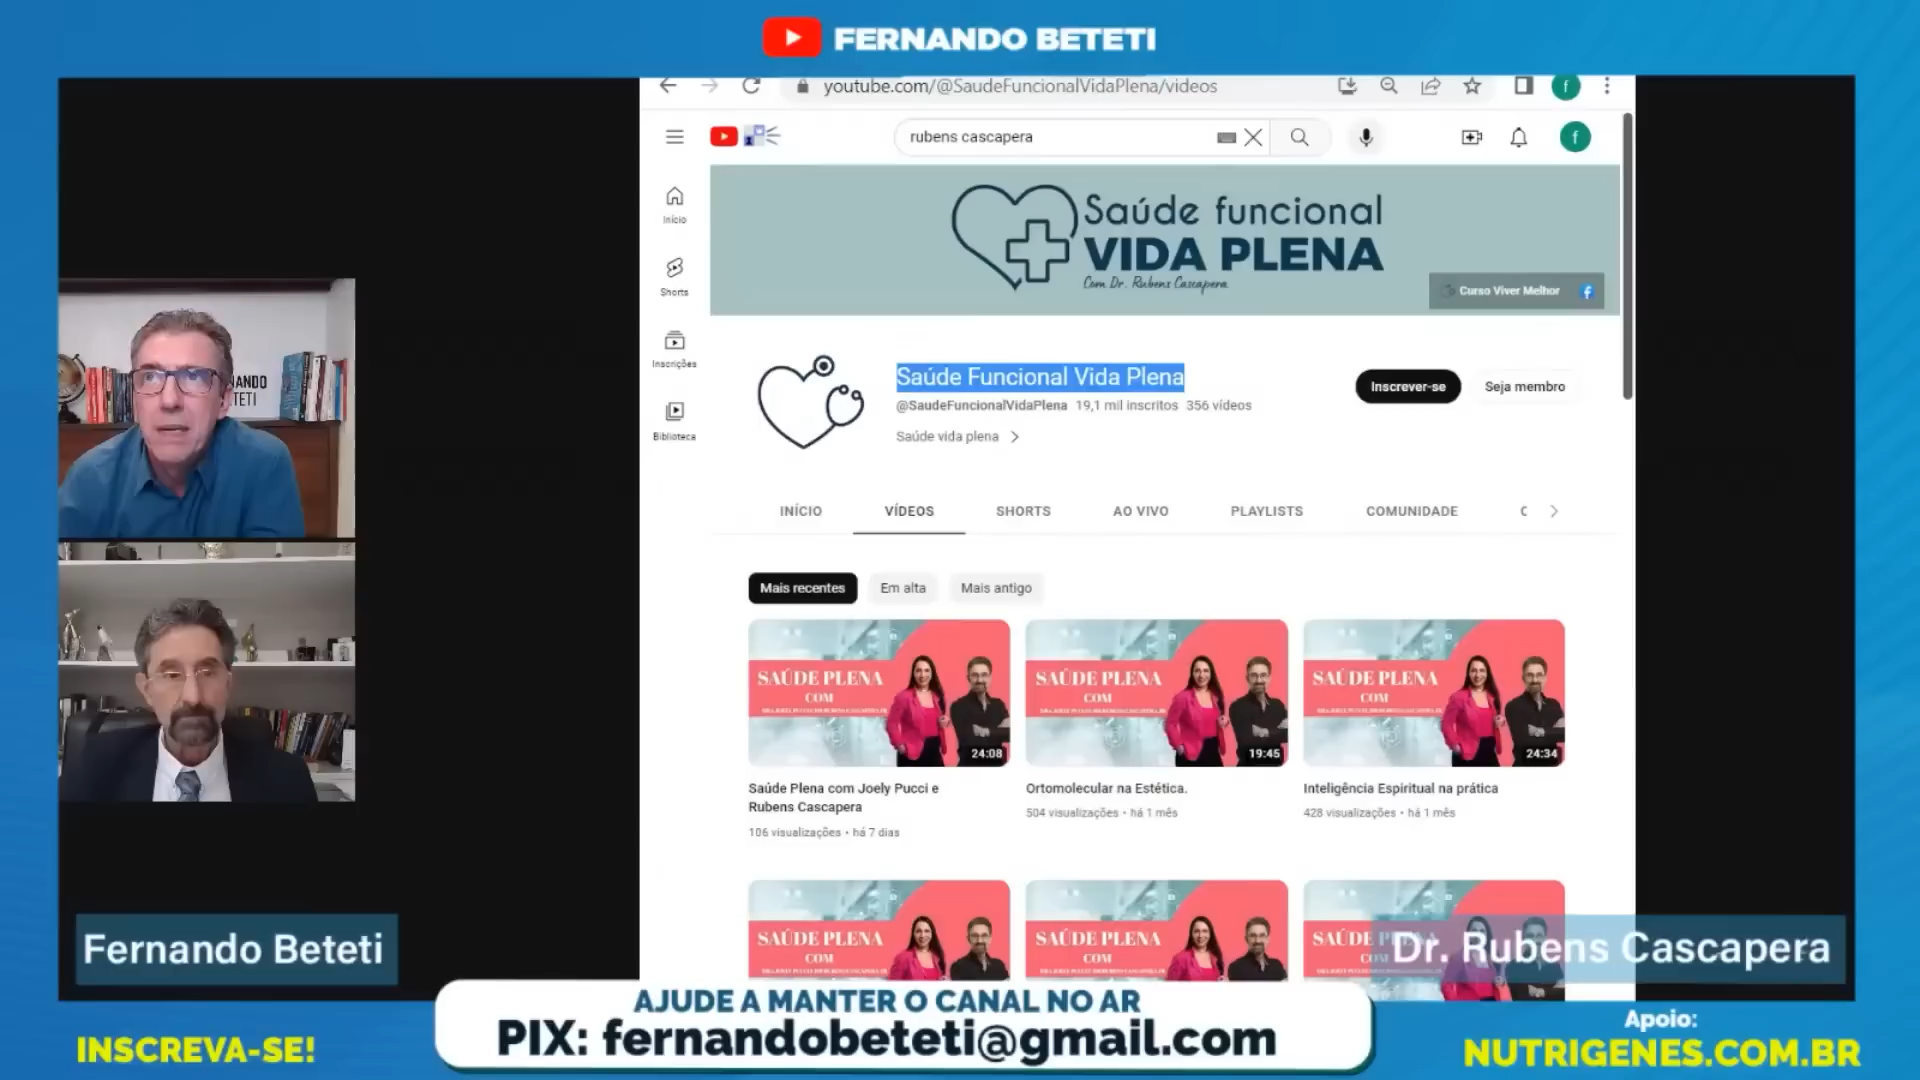 FERNANDO BETETI
youtube.com/@SaudeFuncionalVidaPlena/videos
f
rubens cascapera
f
Início
Shorts
Inscrições
Biblioteca
Saúde funcional
VIDA PLENA
Com Dr. Rubens Cascapera
Curso Viver Melhor
NANDO
TETI
Saúde Funcional Vida Plena
@SaudeFuncionalVidaPlena 19,1 mil inscritos 356 vídeos
Saúde vida plena
Inscrever-se
Seja membro
INÍCIO VÍDEOS SHORTS AO VIVO PLAYLISTS COMUNIDADE C
Mais recentes Em alta Mais antigo
SAÚDE PLENA
COM
24:08
SAÚDE PLENA
COM
19:45
SAÚDE PLENA
COM
24:34
Saúde Plena com Joely Pucci e
Rubens Cascapera
106 visualizações • há 7 dias
Ortomolecular na Estética.
504 visualizações • há 1 mês
Inteligência Espiritual na prática
428 visualizações • há 1 mês
SAÚDE PLENA
COM
SAÚDE PLENA
COM
SAÚDE
COM
Fernando Beteti
Dr. Rubens Cascapera
AJUDE A MANTER O CANAL NO AR
PIX: fernandobeteti@gmail.com
INSCREVA-SE!
Apoio:
NUTRIGENES.COM.BR